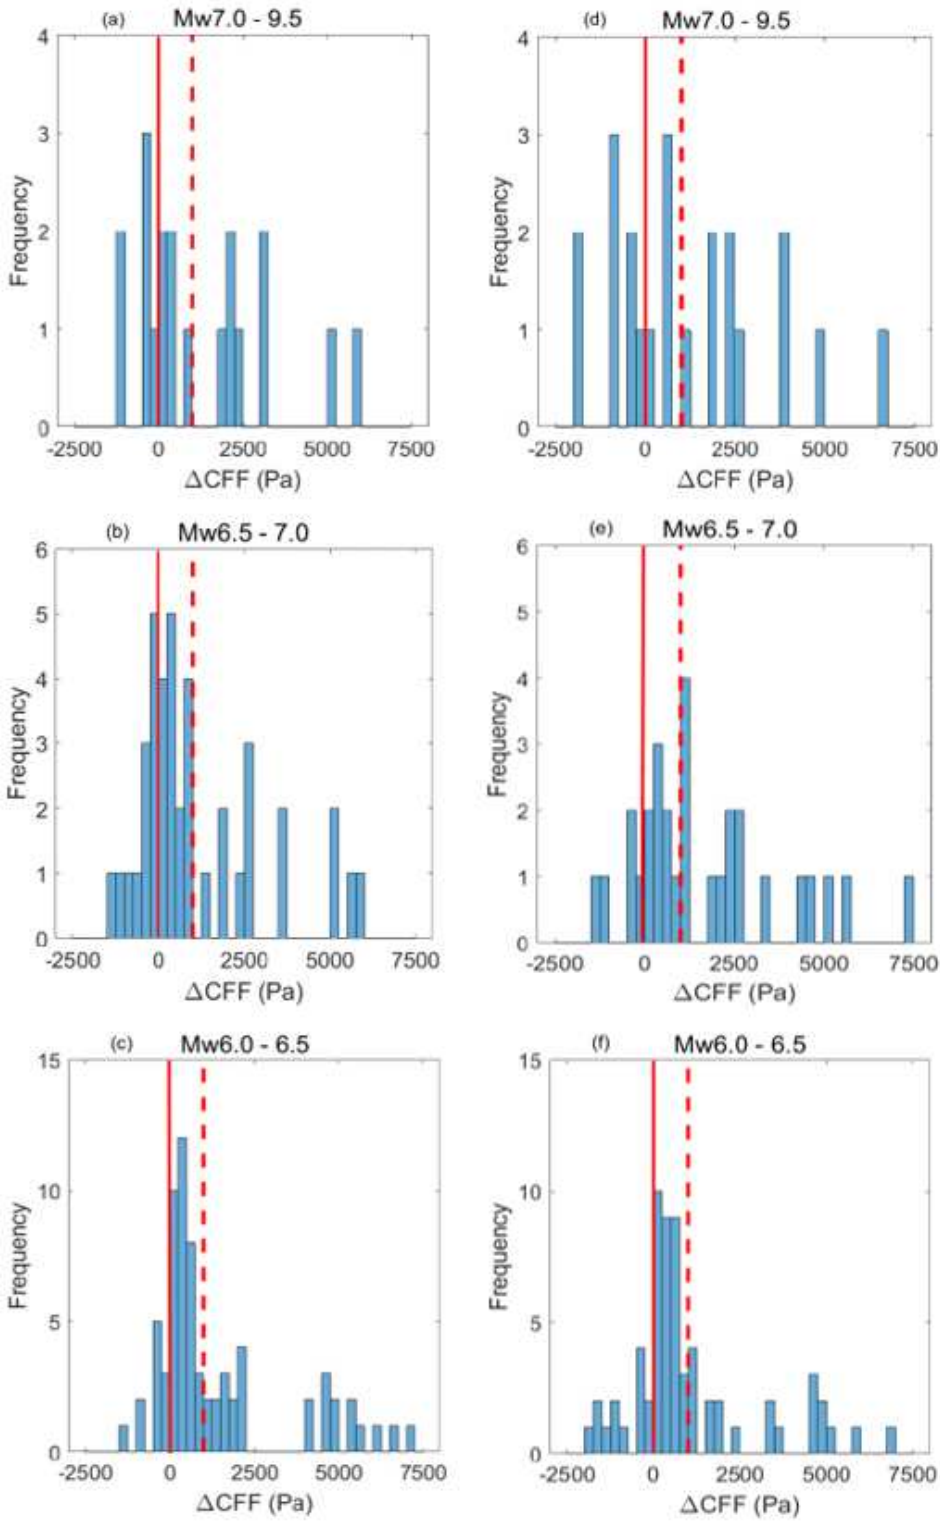 (a) Mw7.0 - 9.5
4
3
2
1
0
Frequency
-2500 0 2500 5000 7500
ΔCFF (Pa)
(d) Mw7.0 - 9.5
4
3
2
1
0
Frequency
-2500 0 2500 5000 7500
ΔCFF (Pa)
(b) Mw6.5 - 7.0
6
5
4
3
2
1
0
Frequency
-2500 0 2500 5000 7500
ΔCFF (Pa)
(e) Mw6.5 - 7.0
6
5
4
3
2
1
0
Frequency
-2500 0 2500 5000 7500
ΔCFF (Pa)
(c) Mw6.0 - 6.5
15
10
5
0
Frequency
-2500 0 2500 5000 7500
ΔCFF (Pa)
(f) Mw6.0 - 6.5
15
10
5
0
Frequency
-2500 0 2500 5000 7500
ΔCFF (Pa)